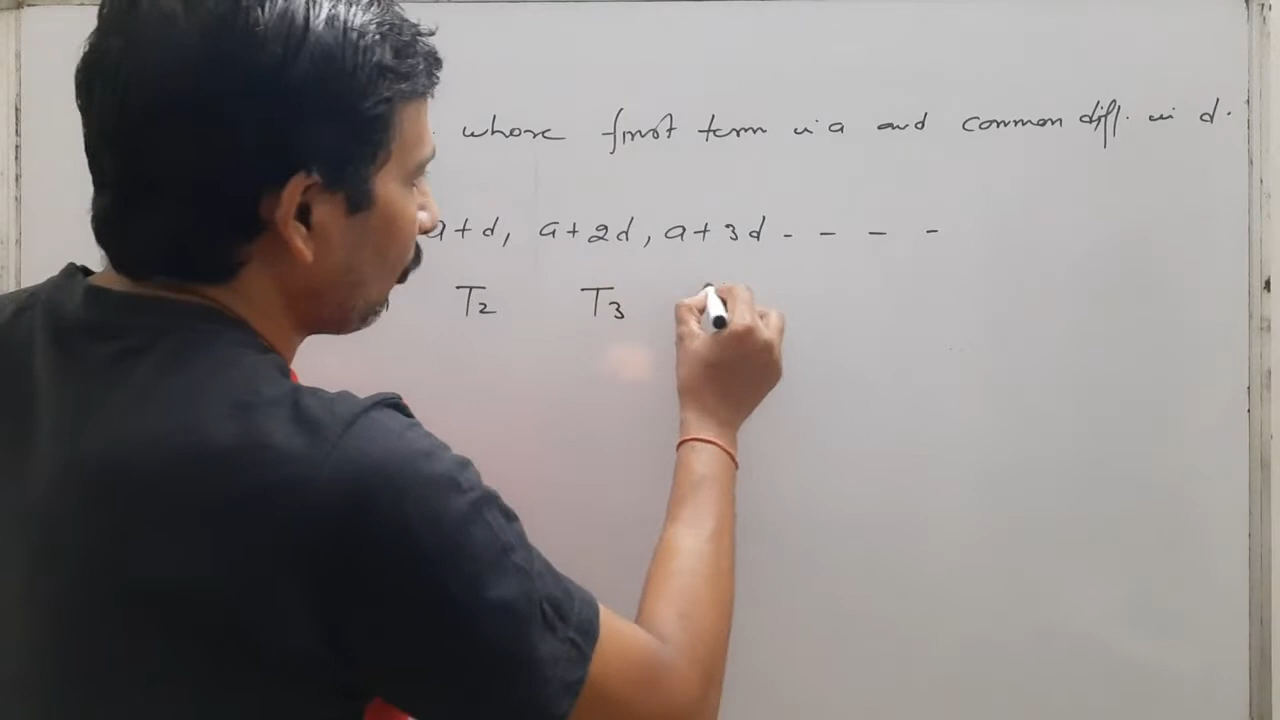 whose first term is a and common diff. is d.
a+d, a+2d, a+3d - - - -
T2 T3